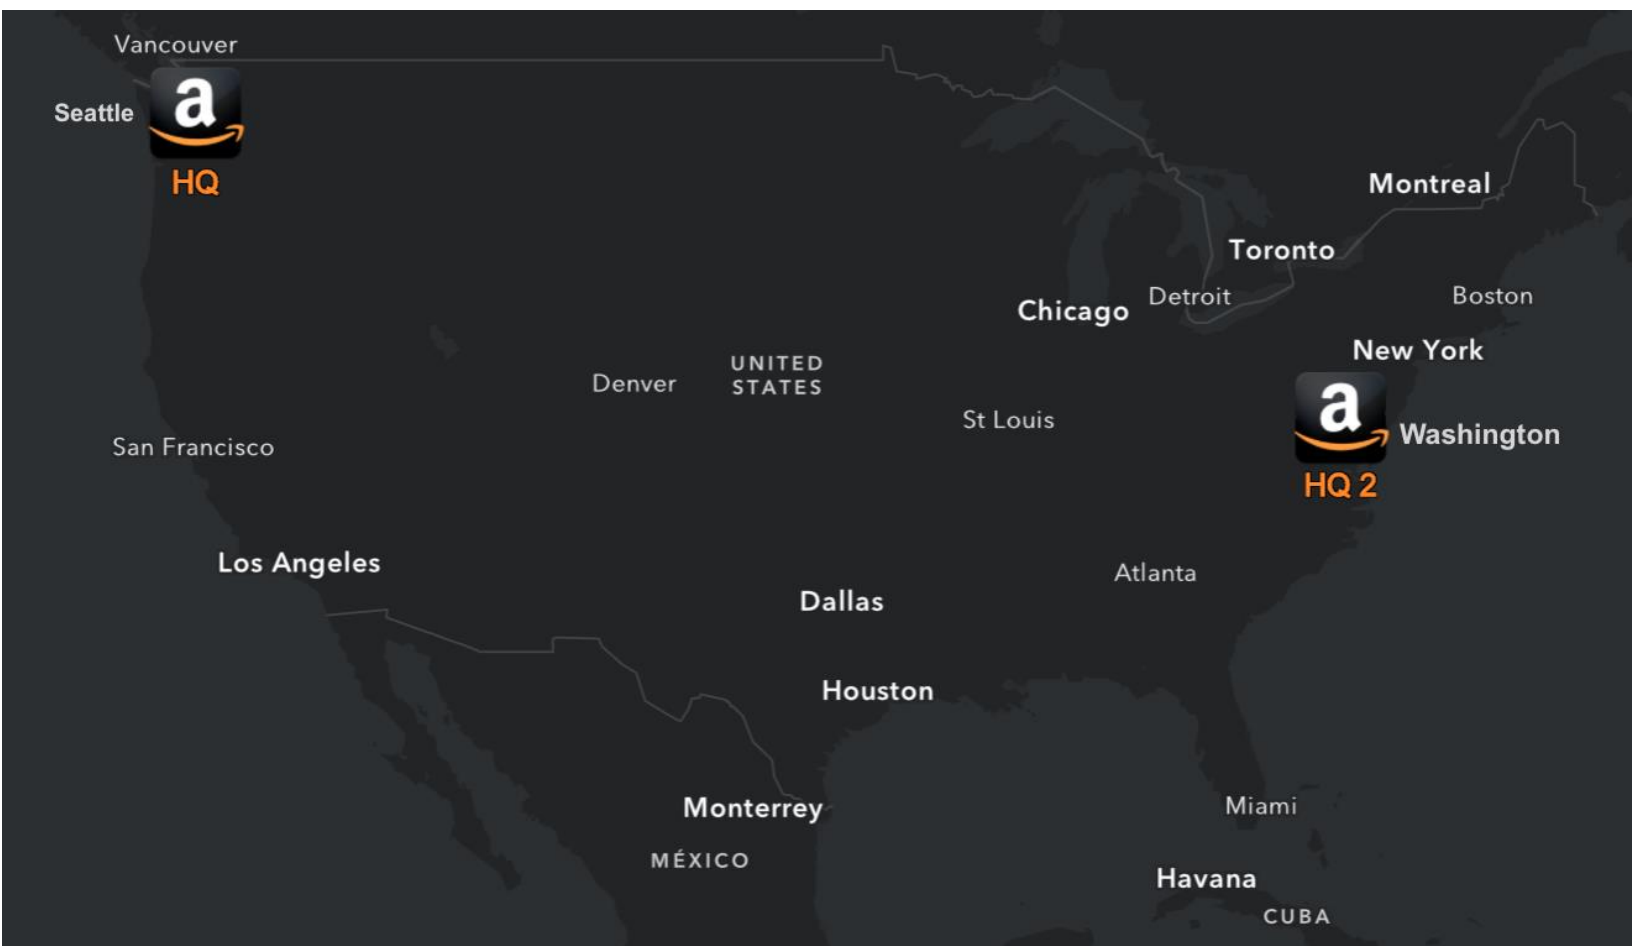 Vancouver
Seattle
a
HQ
Montreal
Toronto
Detroit
Boston
Chicago
New York
UNITED
STATES
Denver
a
St Louis
Washington
San Francisco
HQ 2
Los Angeles
Atlanta
Dallas
Houston
Miami
Monterrey
MÉXICO
Havana
CUBA